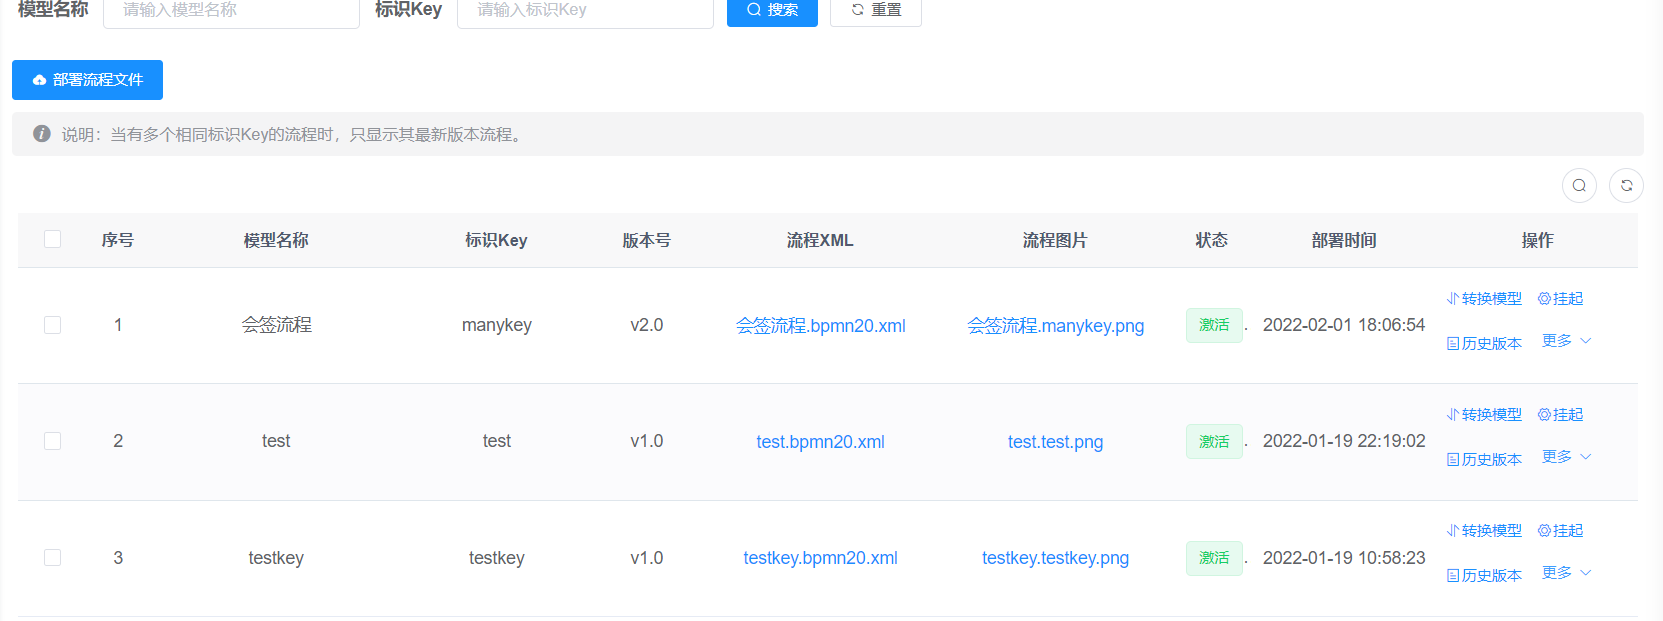 模型名称 请输入模型名称 标识Key 请输入标识Key 搜索 重置
部署流程文件
说明：当有多个相同标识Key的流程时，只显示其最新版本流程。
序号 模型名称 标识Key 版本号 流程XML 流程图片 状态 部署时间 操作
1 会签流程 manykey v2.0 会签流程.bpmn20.xml 会签流程.manykey.png 激活 . 2022-02-01 18:06:54 转换模型 挂起
历史版本 更多
2 test test v1.0 test.bpmn20.xml test.test.png 激活 . 2022-01-19 22:19:02 转换模型 挂起
历史版本 更多
3 testkey testkey v1.0 testkey.bpmn20.xml testkey.testkey.png 激活 . 2022-01-19 10:58:23 转换模型 挂起
历史版本 更多